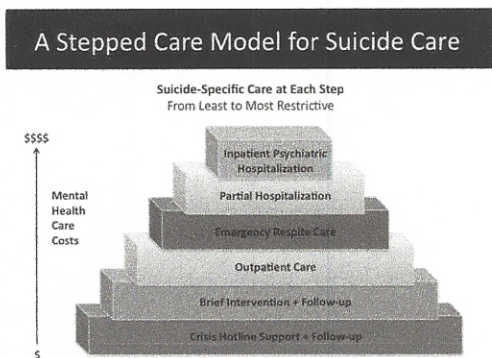 A Stepped Care Model for Suicide Care
Suicide-Specific Care at Each Step
From Least to Most Restrictive
$$$$
Mental
Health
Care
Costs
$
Inpatient Psychiatric
Hospitalization
Partial Hospitalization
Emergency Respite Care
Outpatient Care
Brief Intervention + Follow-up
Crisis Hotline Support + Follow-up